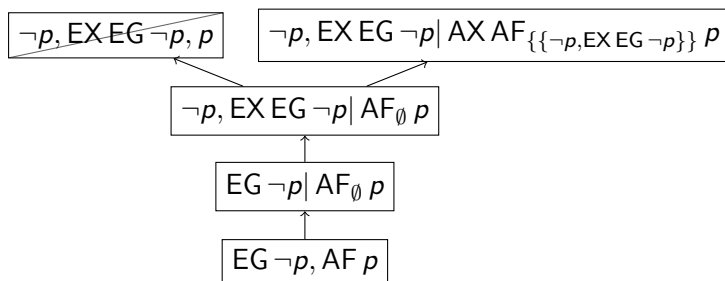 ¬p, EX EG ¬p, p
¬p, EX EG ¬p| AX AF{{¬p,EX EG ¬p}} p
¬p, EX EG ¬p| AF∅ p
EG ¬p| AF∅ p
EG ¬p, AF p